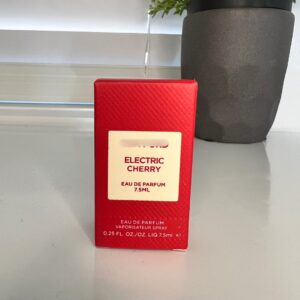 ELECTRIC
CHERRY
EAU DE PARFUM
7.5ML
EAU DE PARFUM
VAPORISATEUR SPRAY
0.25 FL. OZ./OZ. LIQ 7.5ml e